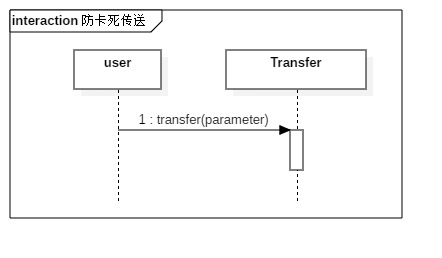 interaction 防卡死传送
user
Transfer
1 : transfer(parameter)